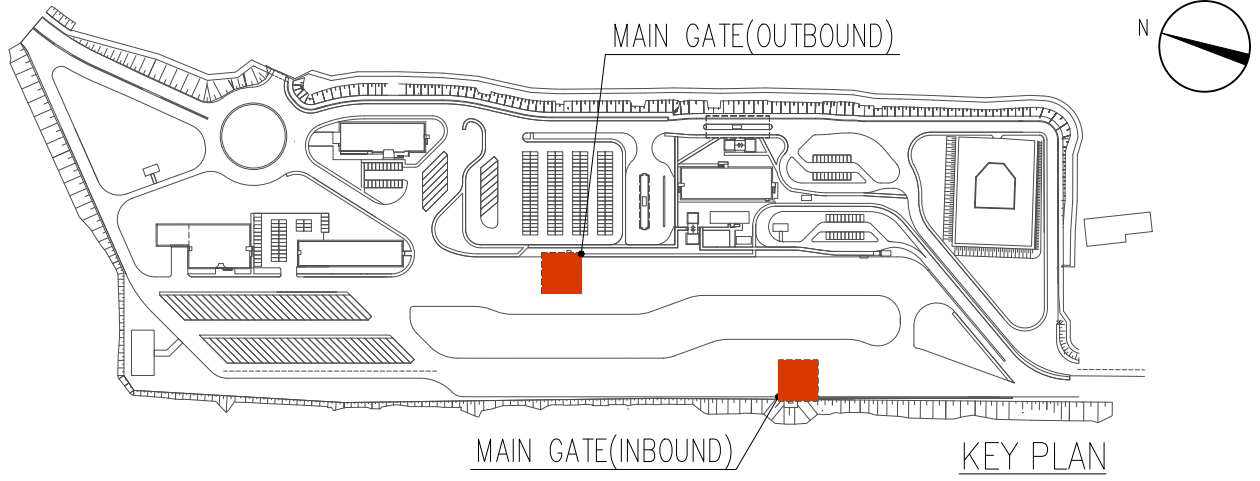 MAIN GATE(OUTBOUND)
N
MAIN GATE(INBOUND)
KEY PLAN